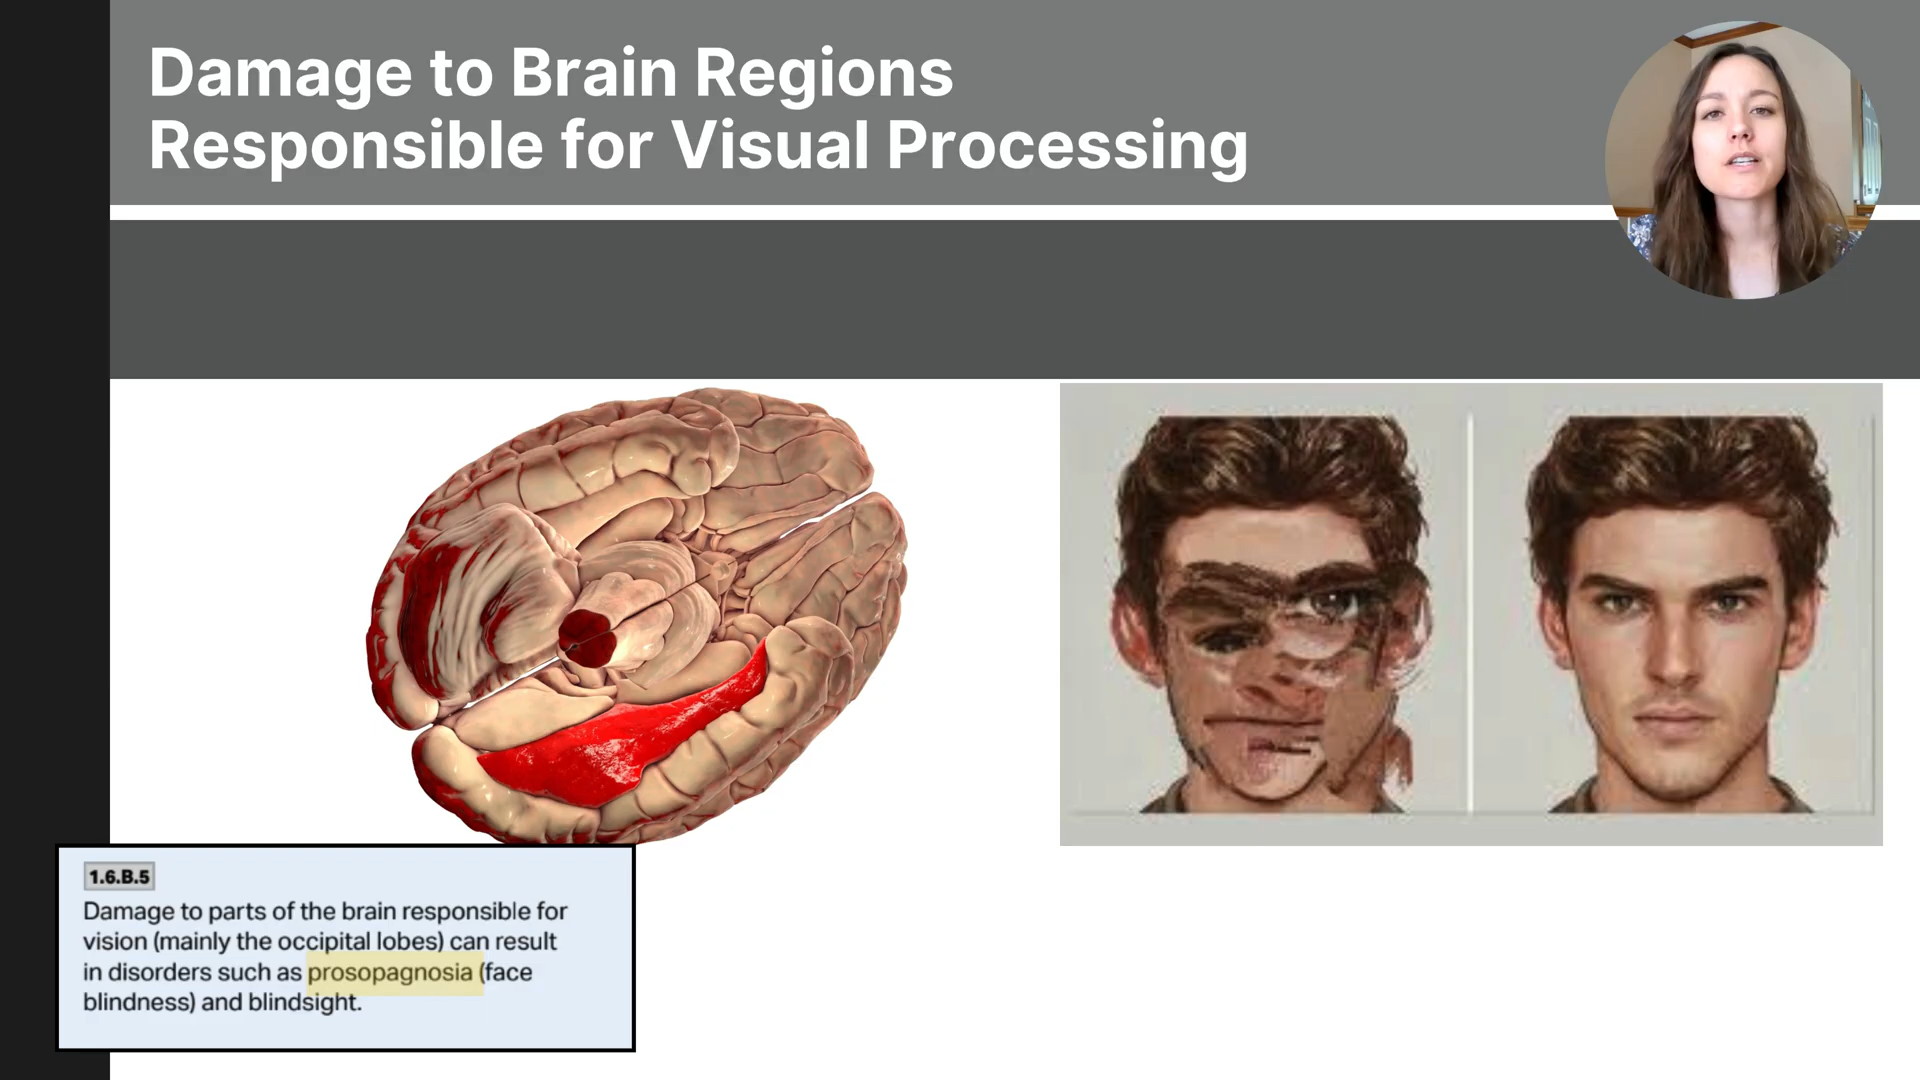 Damage to Brain Regions
Responsible for Visual Processing
1.6.B.5
Damage to parts of the brain responsible for
vision (mainly the occipital lobes) can result
in disorders such as prosopagnosia (face
blindness) and blindsight.